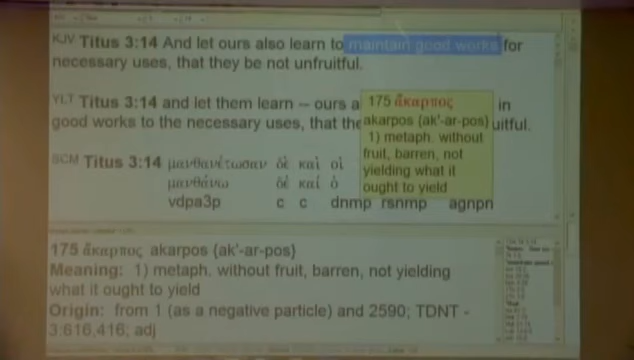 KJV Titus 3:14 And let ours also learn to maintain good works for
necessary uses, that they be not unfruitful.
YLT Titus 3:14 and let them learn -- ours a in
good works to the necessary uses, that the uitful.
SCM Titus 3:14 μανθανέτωσαν δὲ καὶ οἱ
μανθάνω δέ καί ὁ
vdpa3p c c dnmp rsnmp agnpn
175 ἄκαρπος
akarpos {ak'-ar-pos}
1) metaph. without
fruit, barren, not
yielding what it
ought to yield
175 ἄκαρπος akarpos {ak'-ar-pos}
Meaning: 1) metaph. without fruit, barren, not yielding
what it ought to yield
Origin: from 1 (as a negative particle) and 2590; TDNT -
3:616,416; adj